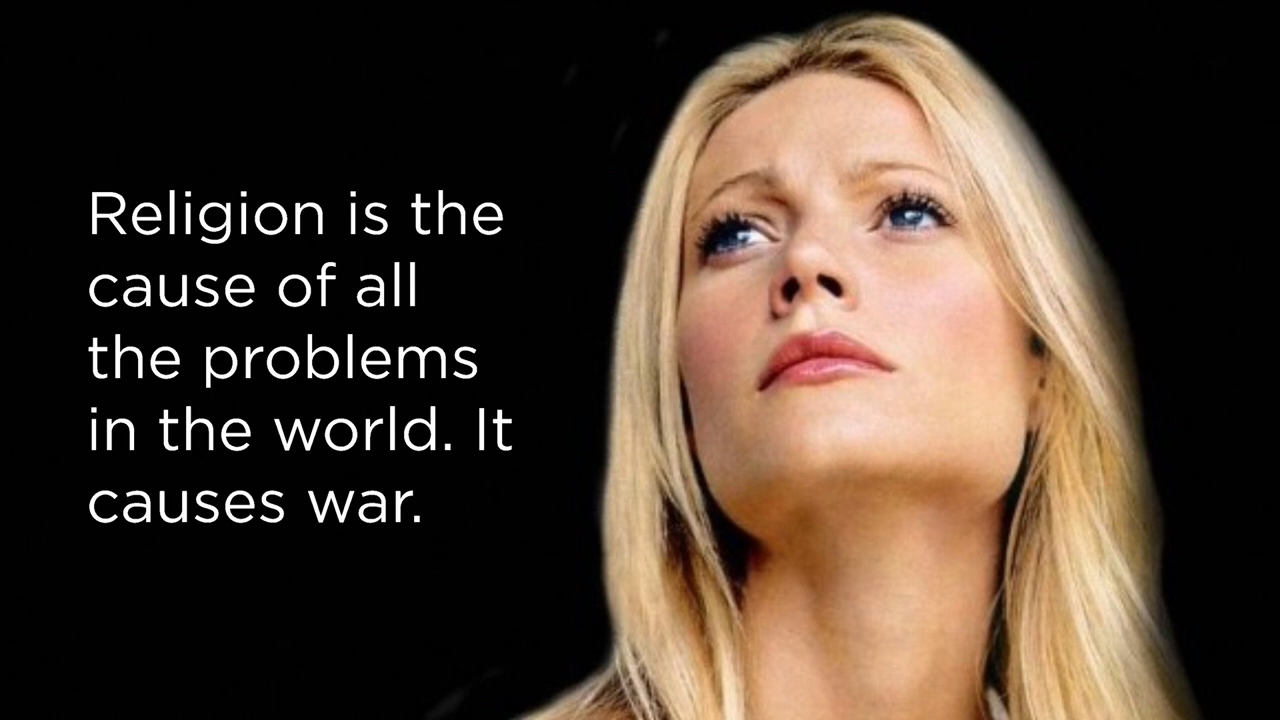 Religion is the
cause of all
the problems
in the world. It
causes war.